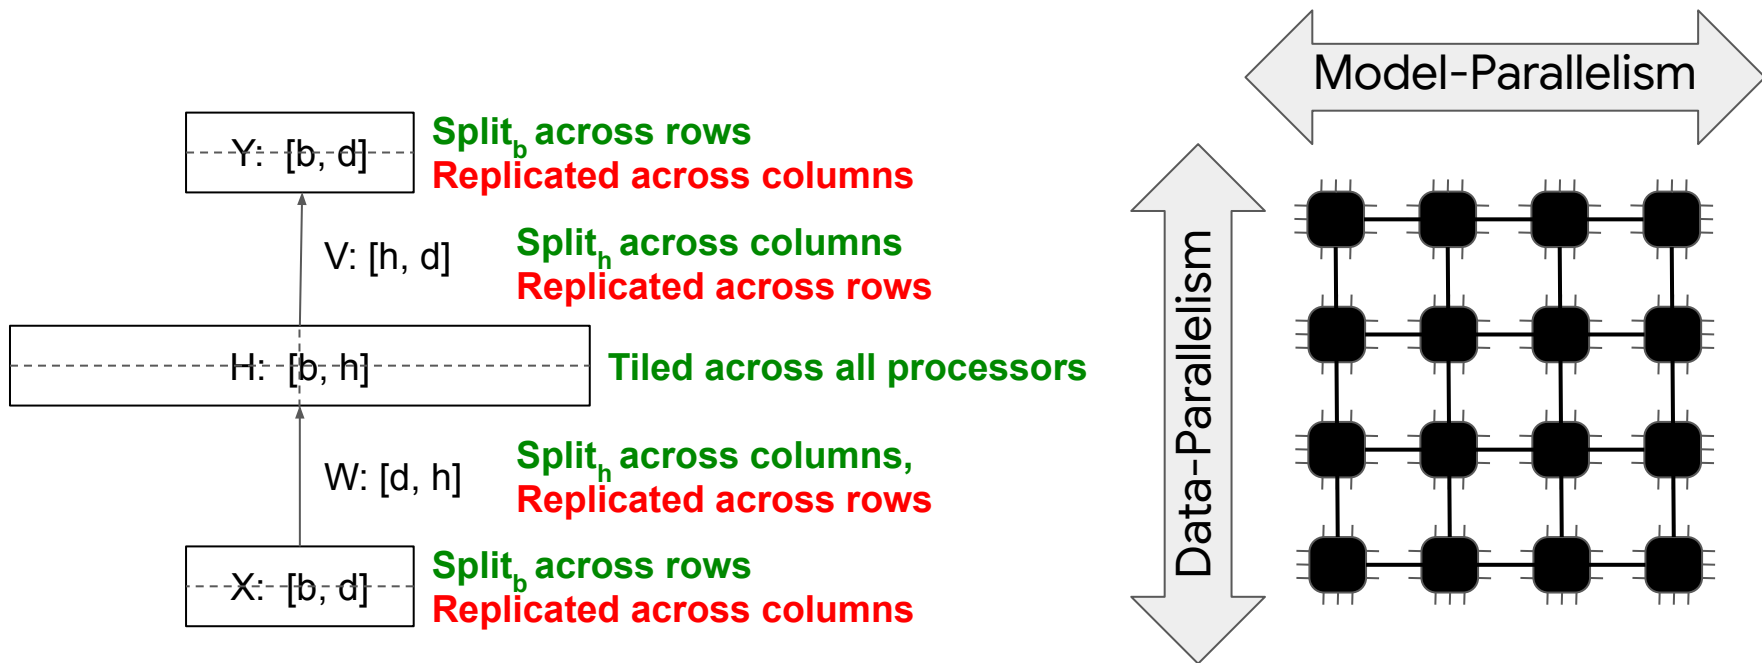 Y: [b, d]
Split_b across rows
Replicated across columns
V: [h, d]
Split_h across columns
Replicated across rows
H: [b, h]
Tiled across all processors
W: [d, h]
Split_h across columns,
Replicated across rows
X: [b, d]
Split_b across rows
Replicated across columns
Model-Parallelism
Data-Parallelism